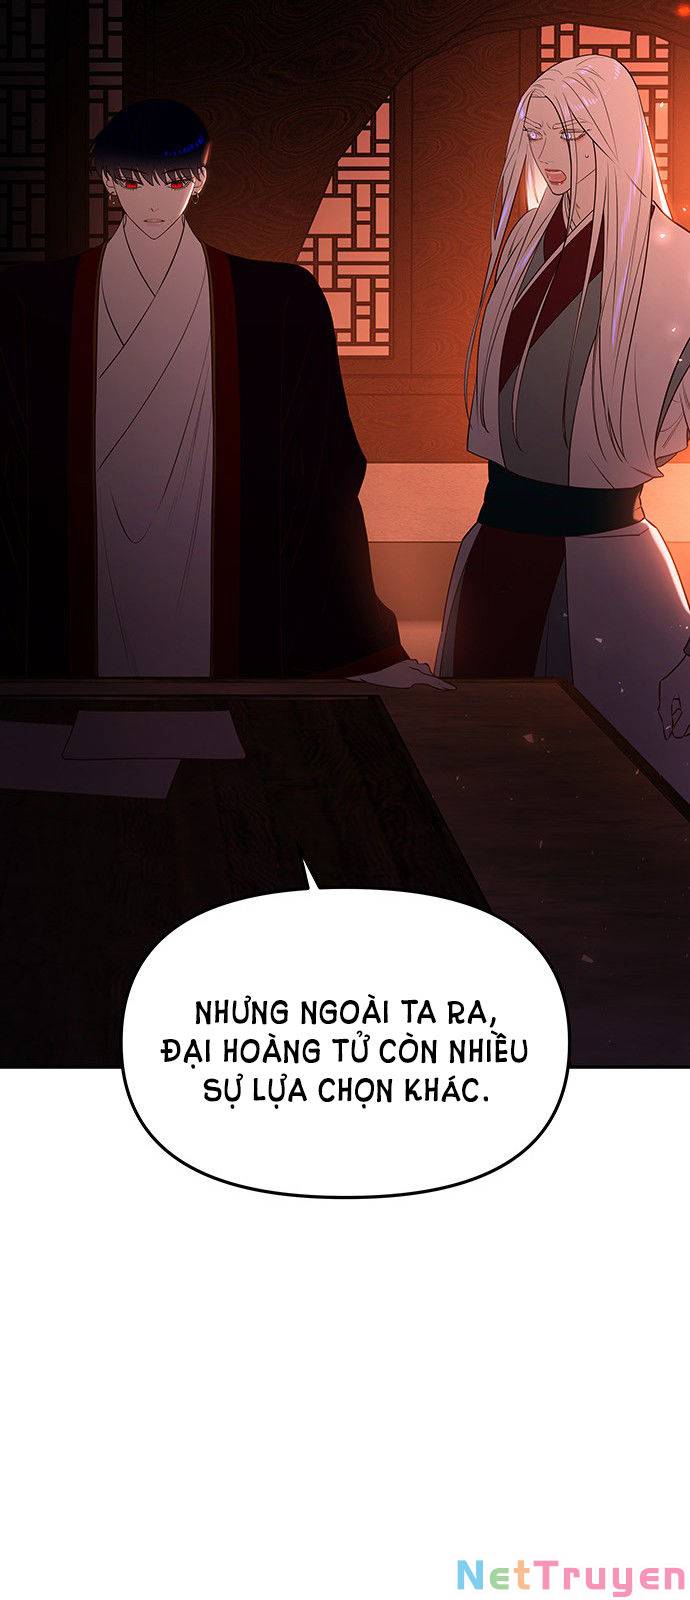 NHƯNG NGOÀI TA RA,
ĐẠI HOÀNG TỬ CÒN NHIỀU
SỰ LỰA CHỌN KHÁC.
NetTruyen